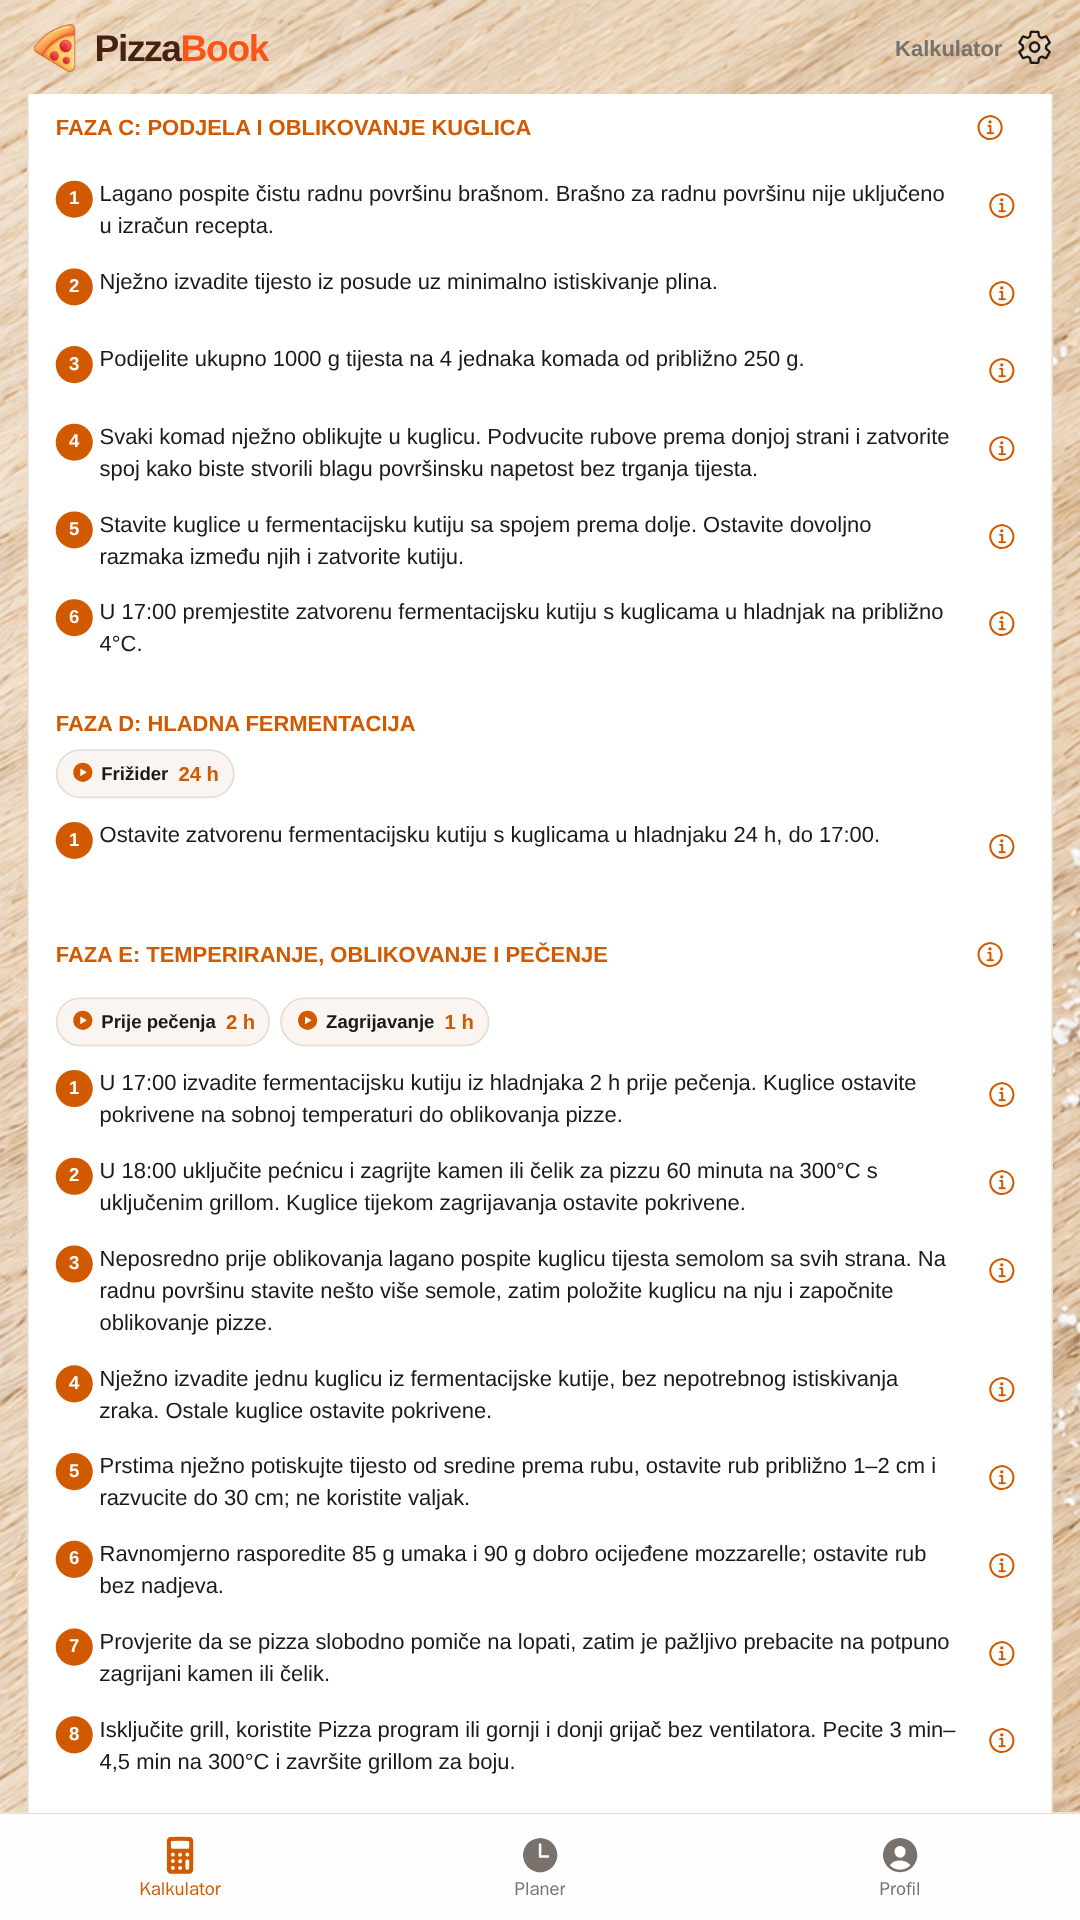 PizzaBook
Kalkulator
FAZA C: PODJELA I OBLIKOVANJE KUGLICA
1 Lagano pospite čistu radnu površinu brašnom. Brašno za radnu površinu nije uključeno
u izračun recepta.
2 Nježno izvadite tijesto iz posude uz minimalno istiskivanje plina.
3 Podijelite ukupno 1000 g tijesta na 4 jednaka komada od približno 250 g.
4 Svaki komad nježno oblikujte u kuglicu. Podvucite rubove prema donjoj strani i zatvorite
spoj kako biste stvorili blagu površinsku napetost bez trganja tijesta.
5 Stavite kuglice u fermentacijsku kutiju sa spojem prema dolje. Ostavite dovoljno
razmaka između njih i zatvorite kutiju.
6 U 17:00 premjestite zatvorenu fermentacijsku kutiju s kuglicama u hladnjak na približno
4°C.
FAZA D: HLADNA FERMENTACIJA
Frižider 24 h
1 Ostavite zatvorenu fermentacijsku kutiju s kuglicama u hladnjaku 24 h, do 17:00.
FAZA E: TEMPERIRANJE, OBLIKOVANJE I PEČENJE
Prije pečenja 2 h Zagrijavanje 1 h
1 U 17:00 izvadite fermentacijsku kutiju iz hladnjaka 2 h prije pečenja. Kuglice ostavite
pokrivene na sobnoj temperaturi do oblikovanja pizze.
2 U 18:00 uključite pećnicu i zagrijte kamen ili čelik za pizzu 60 minuta na 300°C s
uključenim grillom. Kuglice tijekom zagrijavanja ostavite pokrivene.
3 Neposredno prije oblikovanja lagano pospite kuglicu tijesta semolom sa svih strana. Na
radnu površinu stavite nešto više semole, zatim položite kuglicu na nju i započnite
oblikovanje pizze.
4 Nježno izvadite jednu kuglicu iz fermentacijske kutije, bez nepotrebnog istiskivanja
zraka. Ostale kuglice ostavite pokrivene.
5 Prstima nježno potiskujte tijesto od sredine prema rubu, ostavite rub približno 1–2 cm i
razvucite do 30 cm; ne koristite valjak.
6 Ravnomjerno rasporedite 85 g umaka i 90 g dobro ocijeđene mozzarelle; ostavite rub
bez nadjeva.
7 Provjerite da se pizza slobodno pomiče na lopati, zatim je pažljivo prebacite na potpuno
zagrijani kamen ili čelik.
8 Isključite grill, koristite Pizza program ili gornji i donji grijač bez ventilatora. Pecite 3 min–
4,5 min na 300°C i završite grillom za boju.
Kalkulator
Planer
Profil